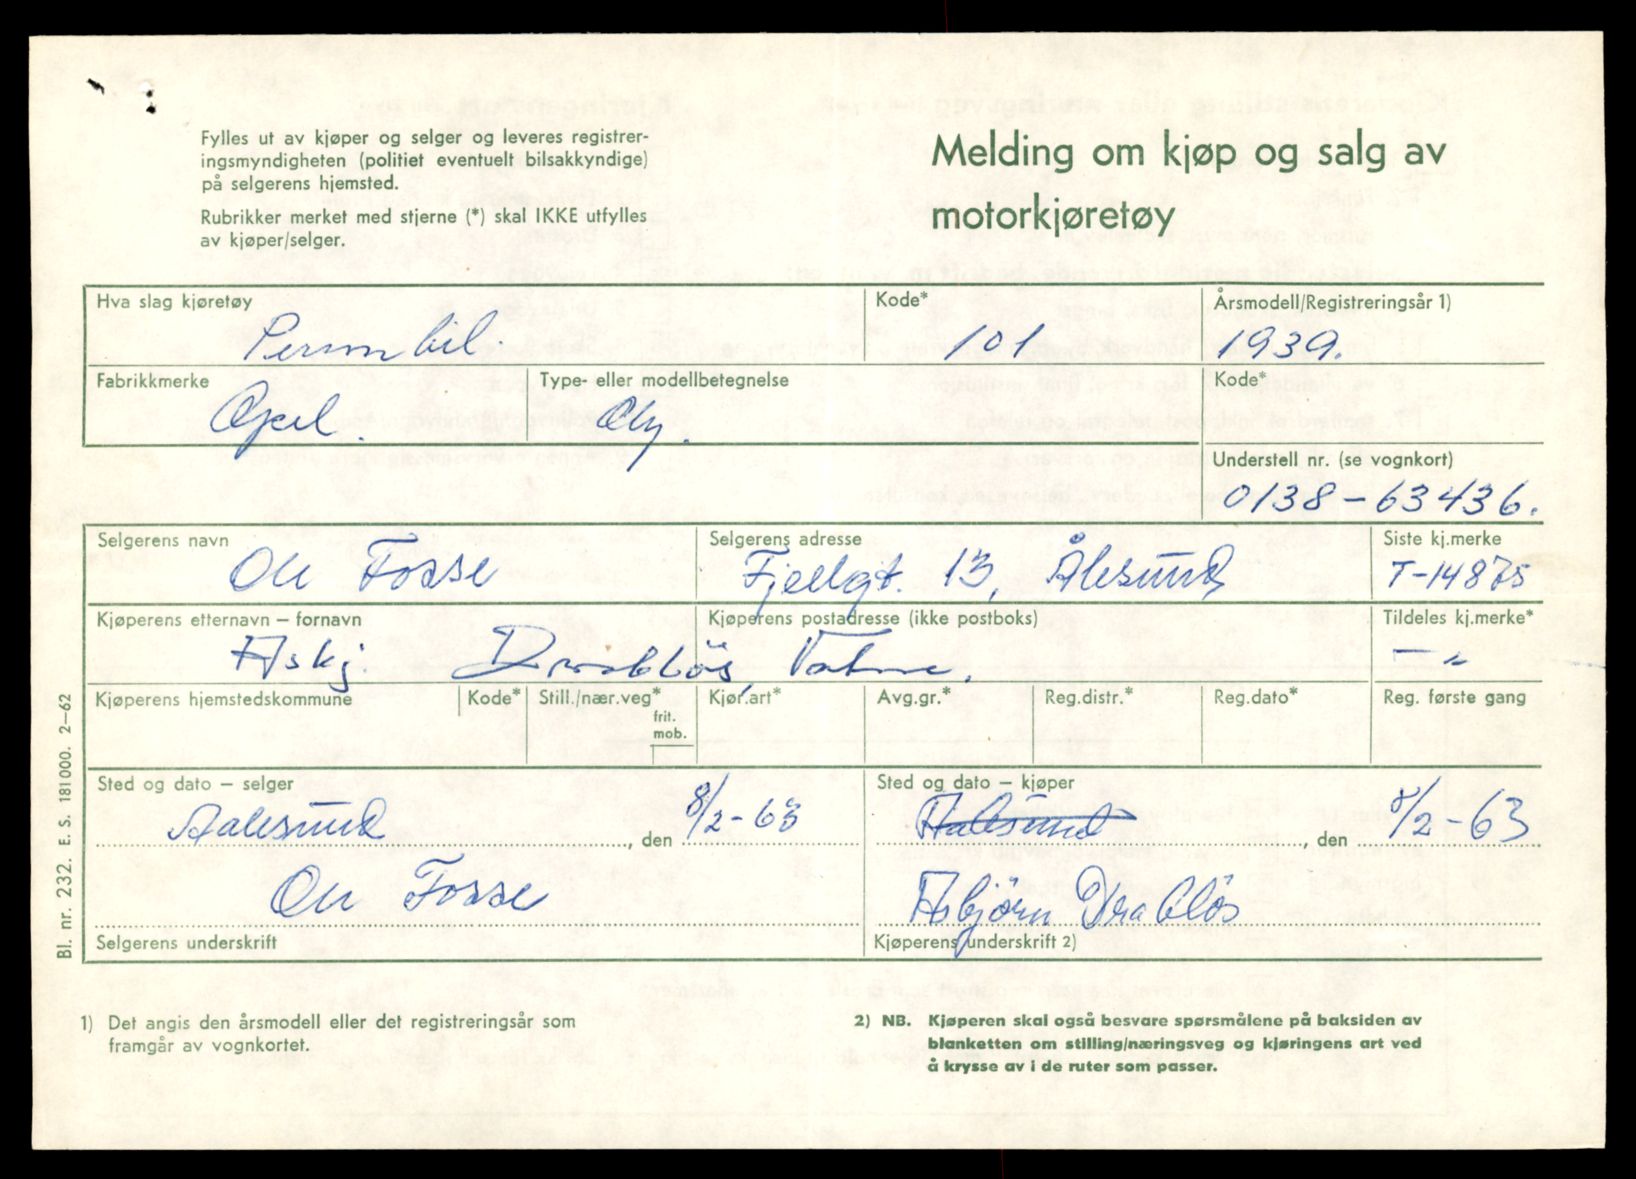 Fylles ut av kjøper og selger og leveres registrer-
ingsmyndigheten (politiet eventuelt bilsakkyndige)
på selgerens hjemsted.
Rubrikker merket med stjerne (*) skal IKKE utfylles
av kjøper/selger.
Melding om kjøp og salg av
motorkjøretøy
Hva slag kjøretøy
Kode*
Årsmodell/Registreringsår 1)
Personbil.
101
1939.
Fabrikkmerke
Type- eller modellbetegnelse
Kode*
Opel.
Oly.
Understell nr. (se vognkort)
0138-63436.
Selgerens navn
Selgerens adresse
Siste kj.merke
Ole Fosse
Fjellgt. 13, Ålesund
T-14875
Kjøperens etternavn – fornavn
Kjøperens postadresse (ikke postboks)
Tildeles kj.merke*
Askj. Drabløs, Vatne.
— „
Kjøperens hjemstedskommune
Kode*
Still./nær.veg*
Kjør.art*
Avg.gr.*
Reg.distr.*
Reg.dato*
Reg. første gang
frit.
mob.
Sted og dato – selger
Sted og dato – kjøper
Aalesund, den 8/2-63
Aalesund, den 8/2-63
Ole Fosse
Asbjörn Drabløs
Selgerens underskrift
Kjøperens underskrift 2)
1) Det angis den årsmodell eller det registreringsår som
framgår av vognkortet.
2) NB. Kjøperen skal også besvare spørsmålene på baksiden av
blanketten om stilling/næringsveg og kjøringens art ved
å krysse av i de ruter som passer.
Bl. nr. 232. E. S. 181000. 2–62